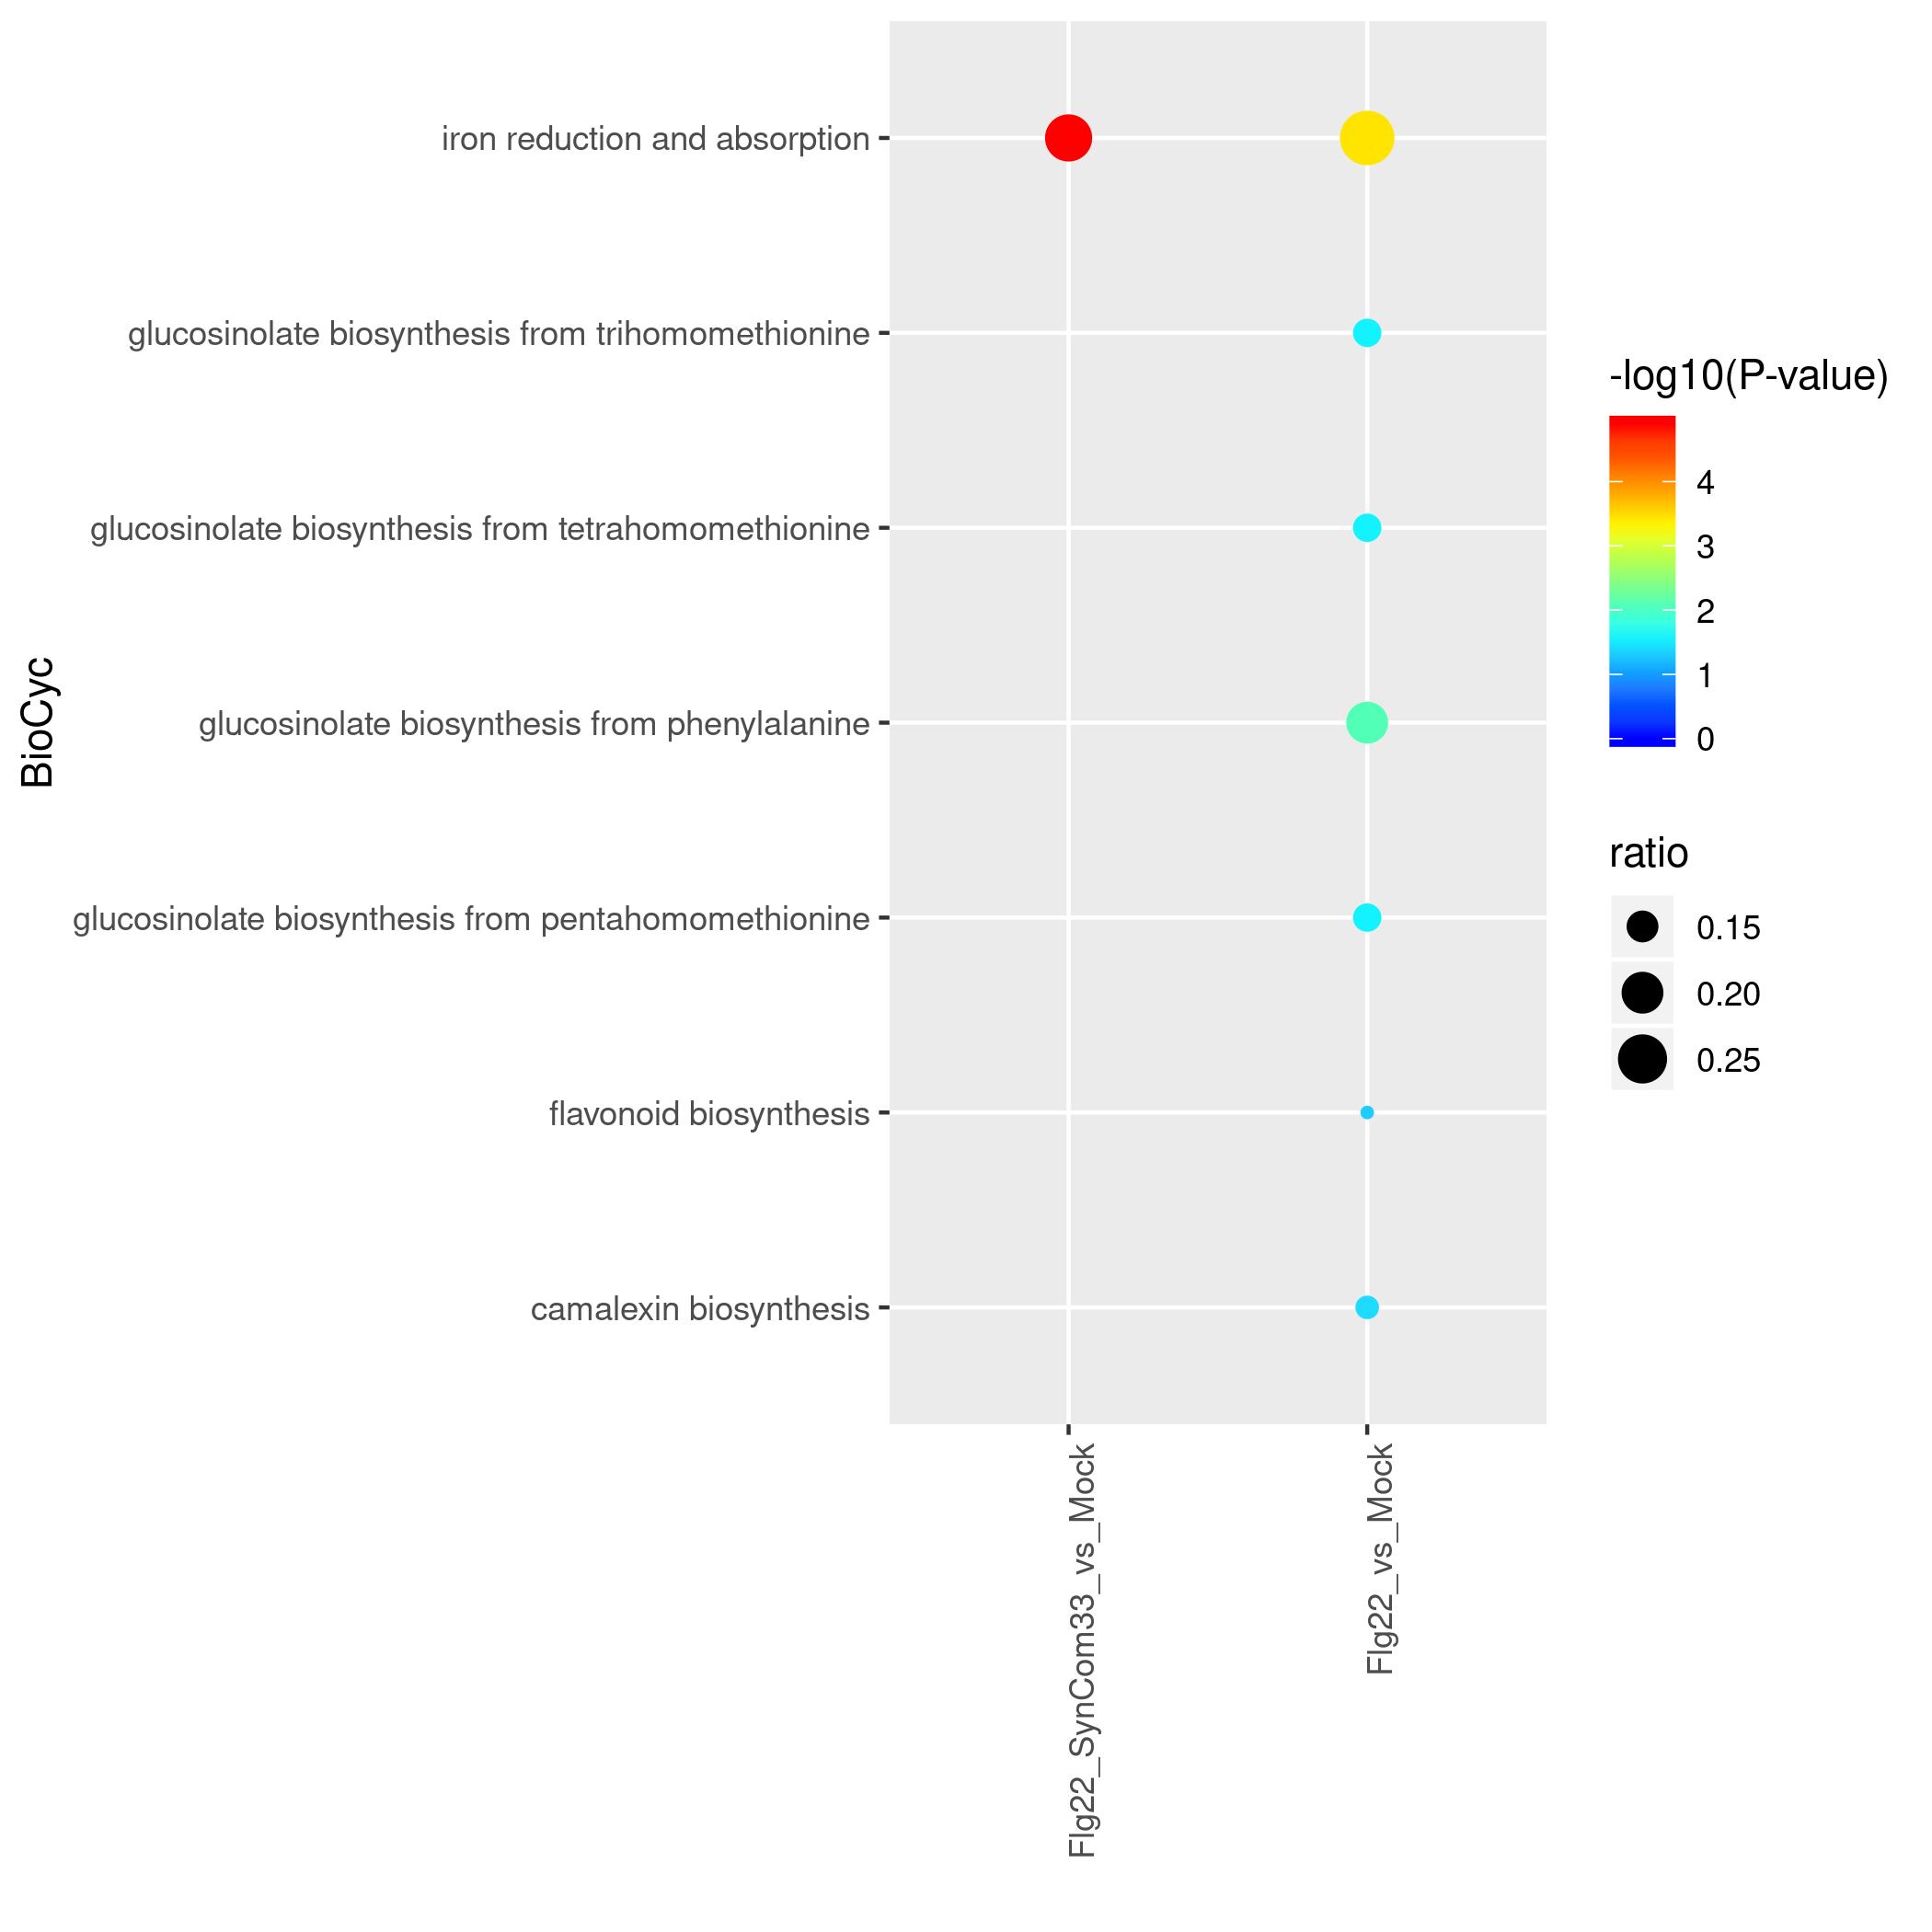 BioCyc
iron reduction and absorption
glucosinolate biosynthesis from trihomomethionine
glucosinolate biosynthesis from tetrahomomethionine
glucosinolate biosynthesis from phenylalanine
glucosinolate biosynthesis from pentahomomethionine
flavonoid biosynthesis
camalexin biosynthesis
Flg22_SynCom33_vs_Mock
Flg22_vs_Mock
-log10(P-value)
4
3
2
1
0
ratio
0.15
0.20
0.25